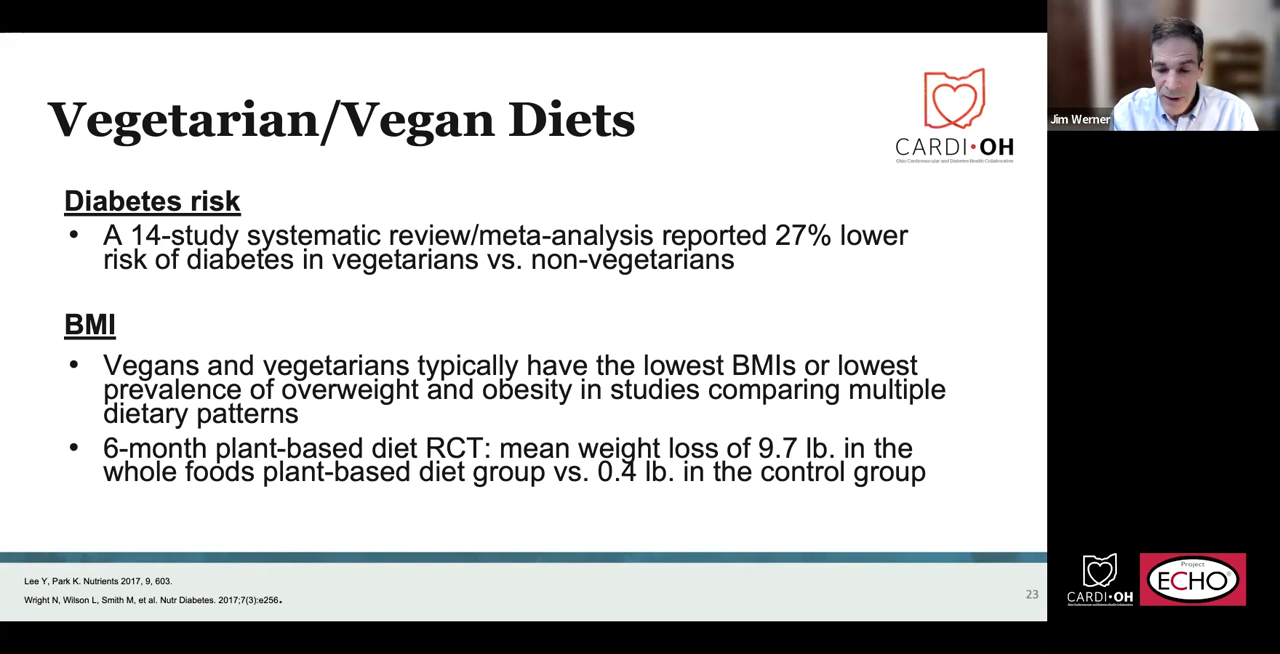 Vegetarian/Vegan Diets
CARDI•OH
Ohio Cardiovascular and Diabetes Health Collaborative
Diabetes risk
• A 14-study systematic review/meta-analysis reported 27% lower
risk of diabetes in vegetarians vs. non-vegetarians
BMI
• Vegans and vegetarians typically have the lowest BMIs or lowest
prevalence of overweight and obesity in studies comparing multiple
dietary patterns
• 6-month plant-based diet RCT: mean weight loss of 9.7 lb. in the
whole foods plant-based diet group vs. 0.4 lb. in the control group
Lee Y, Park K. Nutrients 2017, 9, 603.
Wright N, Wilson L, Smith M, et al. Nutr Diabetes. 2017;7(3):e256.
23
Jim Werner
CARDI•OH
Project
ECHO®